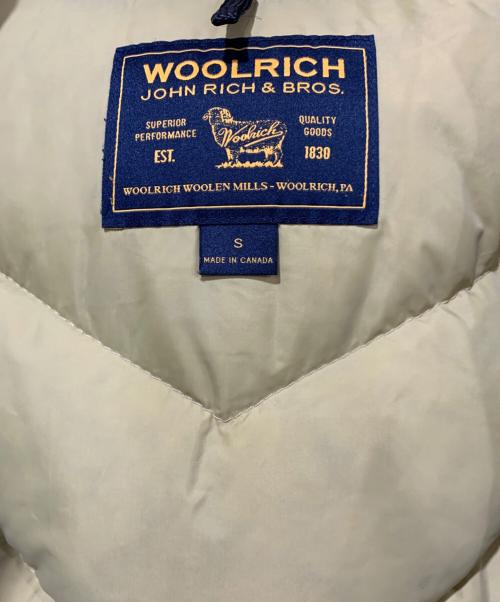 WOOLRICH
JOHN RICH & BROS.
SUPERIOR PERFORMANCE
EST.
Woolrich
QUALITY GOODS
1830
WOOLRICH WOOLEN MILLS - WOOLRICH, PA
S
MADE IN CANADA